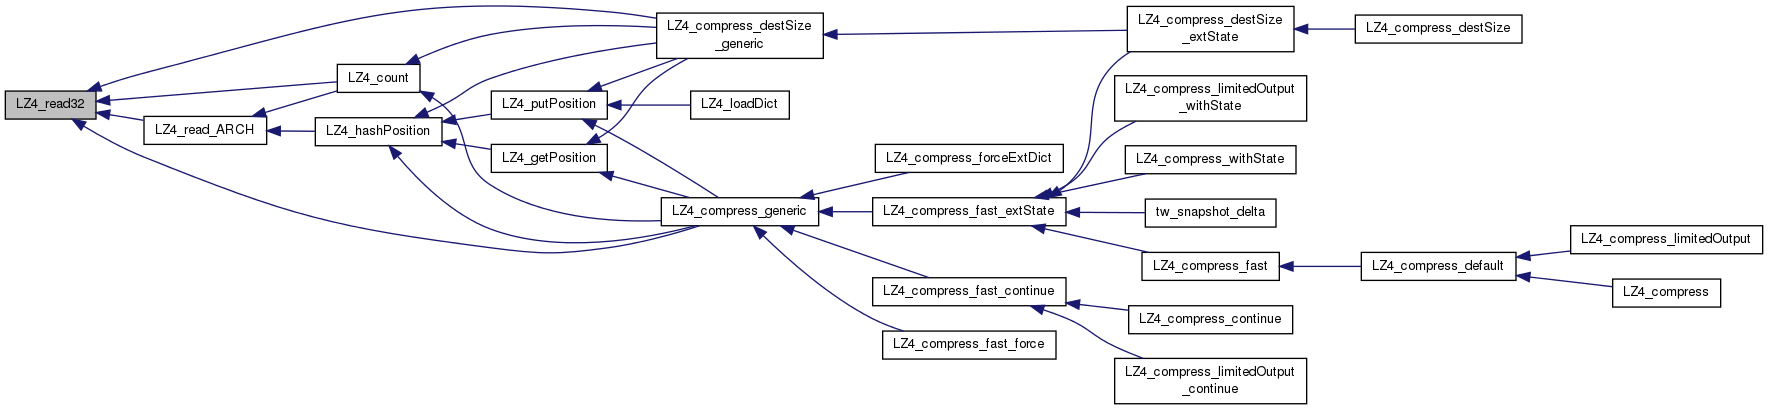 LZ4_read32
LZ4_read_ARCH
LZ4_count
LZ4_hashPosition
LZ4_putPosition
LZ4_getPosition
LZ4_compress_destSize
_generic
LZ4_loadDict
LZ4_compress_generic
LZ4_compress_forceExtDict
LZ4_compress_fast_extState
LZ4_compress_fast_continue
LZ4_compress_fast_force
LZ4_compress_destSize
_extState
LZ4_compress_limitedOutput
_withState
LZ4_compress_withState
tw_snapshot_delta
LZ4_compress_fast
LZ4_compress_continue
LZ4_compress_limitedOutput
_continue
LZ4_compress_destSize
LZ4_compress_default
LZ4_compress_limitedOutput
LZ4_compress